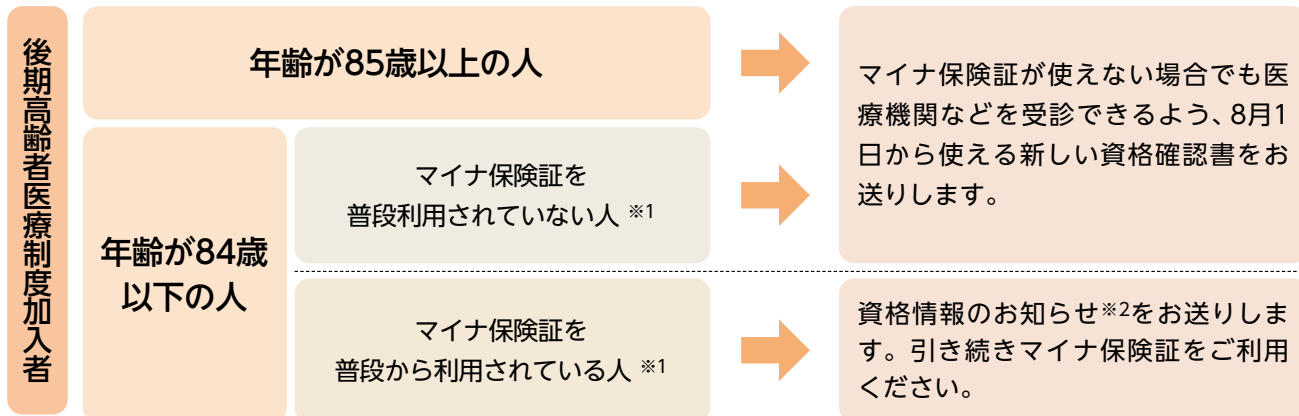 後期高齢者医療制度加入者
年齢が85歳以上の人
マイナ保険証が使えない場合でも医
療機関などを受診できるよう、8月1
日から使える新しい資格確認書をお
送りします。
年齢が84歳
以下の人
マイナ保険証を
普段利用されていない人 ※1
マイナ保険証を
普段から利用されている人 ※1
資格情報のお知らせ※2をお送りしま
す。引き続きマイナ保険証をご利用
ください。